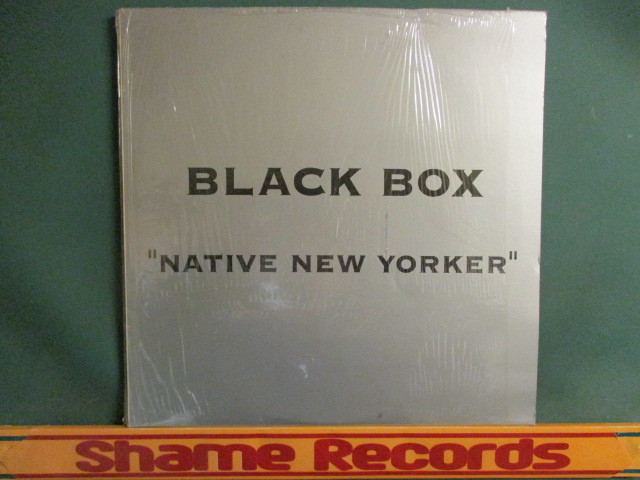 BLACK BOX
"NATIVE NEW YORKER"
Shame Records